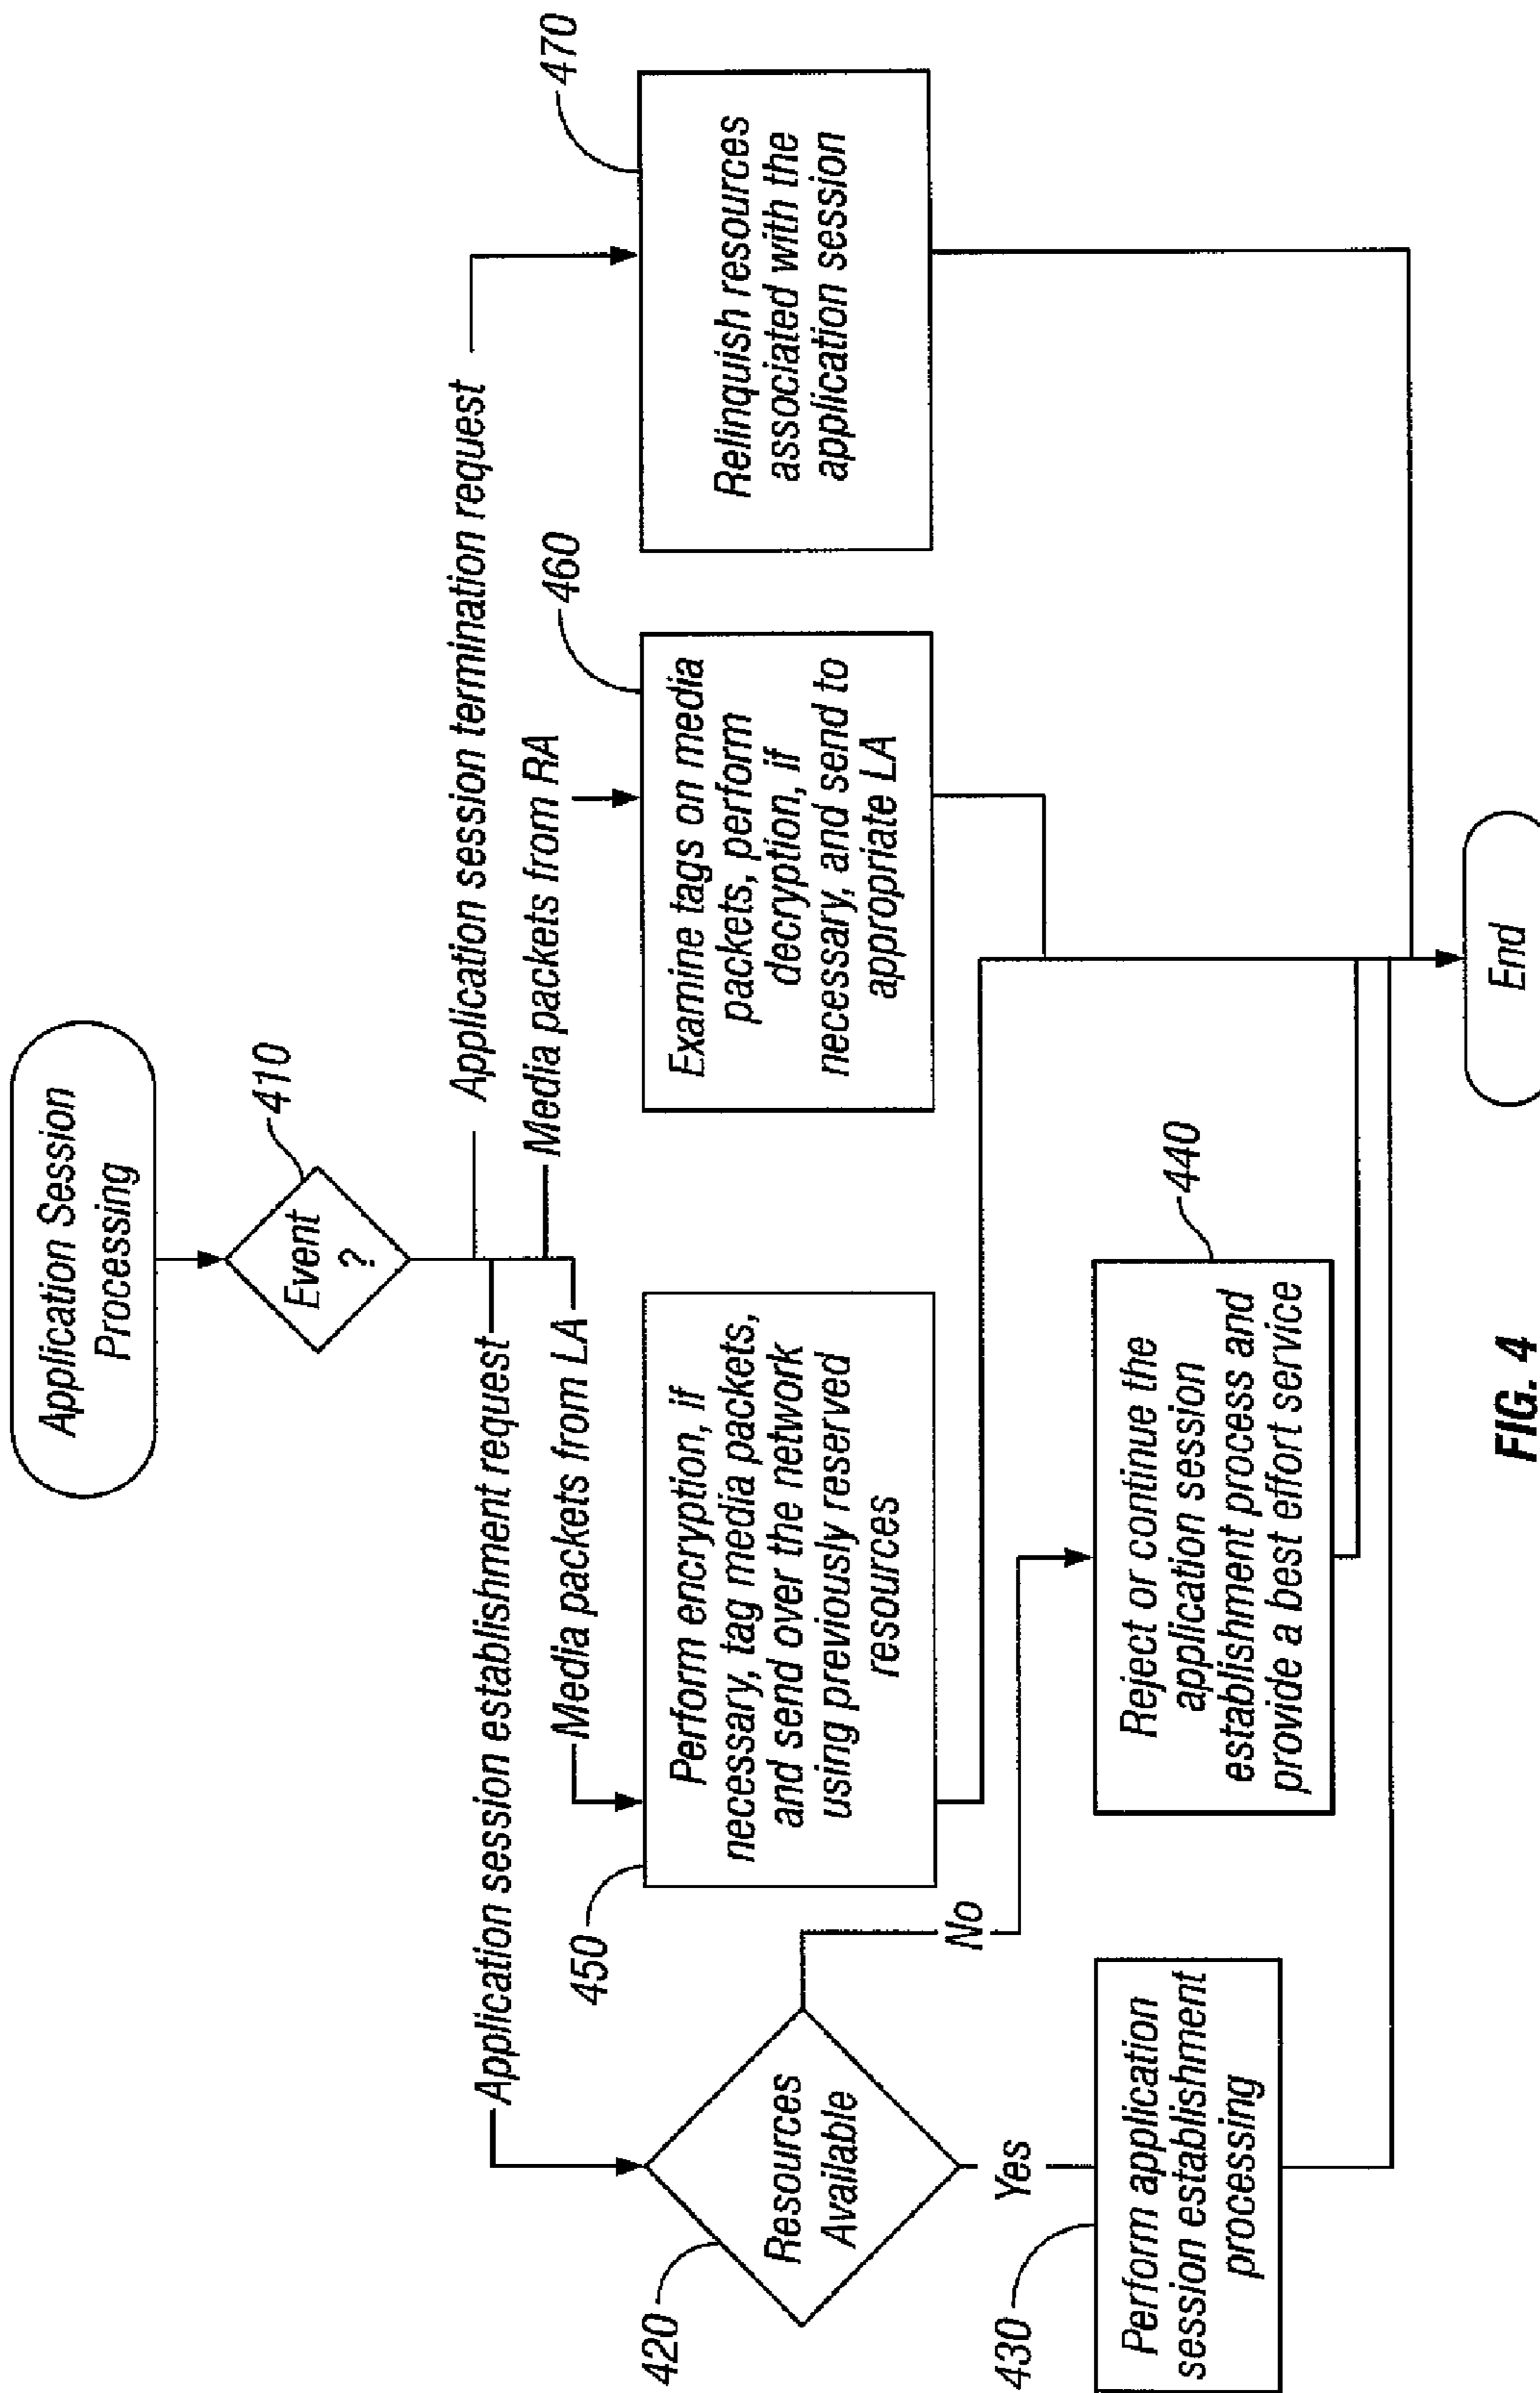 Application Session
Processing
410
Event
?
Application session termination request
Application session establishment request
Media packets from RA
Media packets from LA
470
460
450
420
Relinquish resources
associated with the
application session
Examine tags on media
packets, perform
decryption, if
necessary, and send to
appropriate LA
Perform encryption, if
necessary, tag media packets,
and send over the network
using previously reserved
resources
Resources
Available
No
Yes
440
430
Reject or continue the
application session
establishment process and
provide a best effort service
Perform application
session establishment
processing
End
FIG. 4